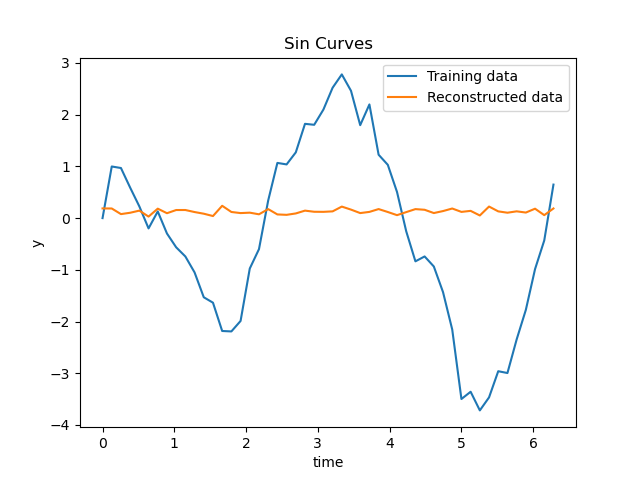 Sin Curves
Training data
Reconstructed data
3
2
1
0
−1
−2
−3
−4
y
0 1 2 3 4 5 6
time